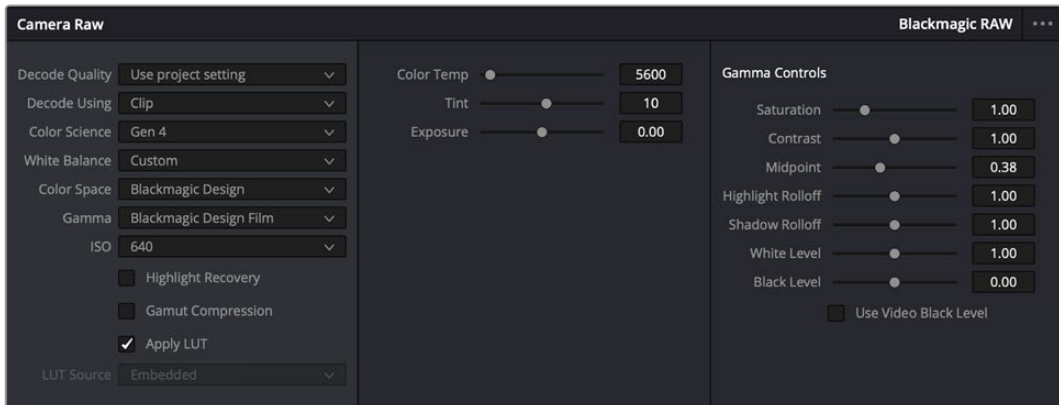 Camera Raw
Blackmagic RAW
Decode Quality Use project setting
Decode Using Clip
Color Science Gen 4
White Balance Custom
Color Space Blackmagic Design
Gamma Blackmagic Design Film
ISO 640
Highlight Recovery
Gamut Compression
Apply LUT
LUT Source Embedded
Color Temp 5600
Tint 10
Exposure 0.00
Gamma Controls
Saturation 1.00
Contrast 1.00
Midpoint 0.38
Highlight Rolloff 1.00
Shadow Rolloff 1.00
White Level 1.00
Black Level 0.00
Use Video Black Level